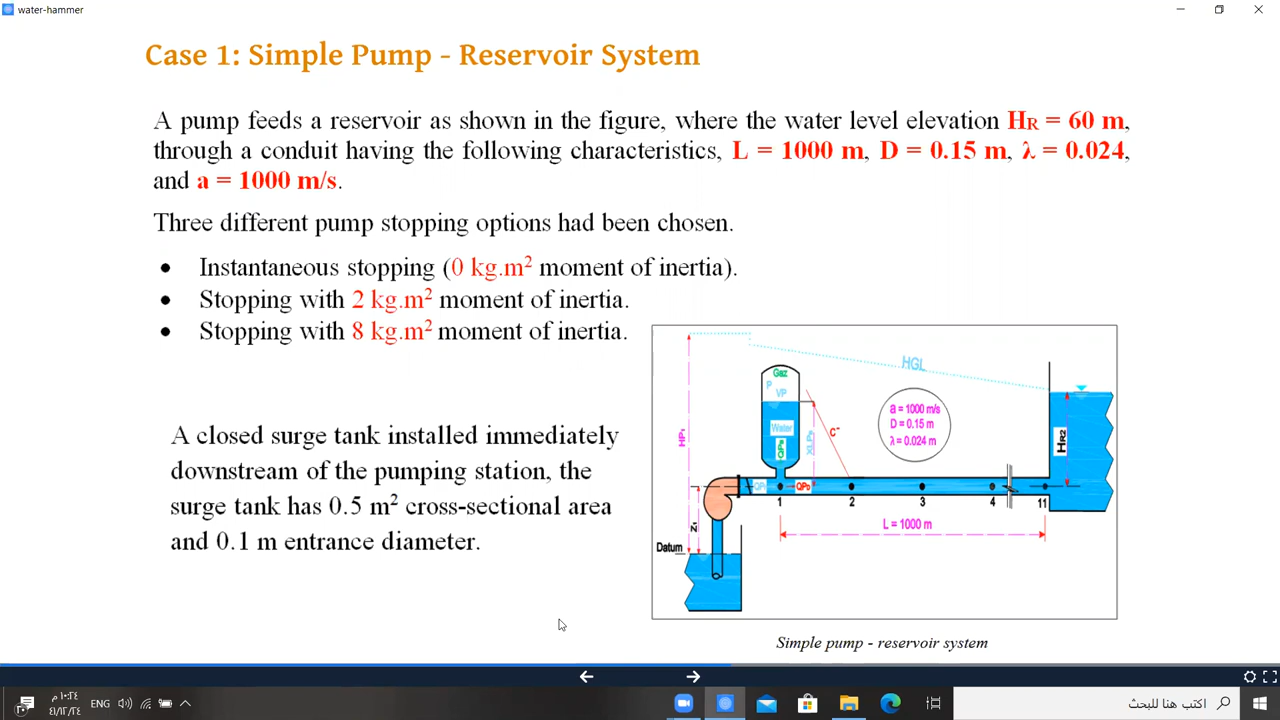 water-hammer
Case 1: Simple Pump - Reservoir System
A pump feeds a reservoir as shown in the figure, where the water level elevation HR = 60 m,
through a conduit having the following characteristics, L = 1000 m, D = 0.15 m, λ = 0.024,
and a = 1000 m/s.
Three different pump stopping options had been chosen.
• Instantaneous stopping (0 kg.m² moment of inertia).
• Stopping with 2 kg.m² moment of inertia.
• Stopping with 8 kg.m² moment of inertia.
A closed surge tank installed immediately
downstream of the pumping station, the
surge tank has 0.5 m² cross-sectional area
and 0.1 m entrance diameter.
HGL
Gaz
P
VP
Water
C-
a = 1000 m/s
D = 0.15 m
λ = 0.024 m
HP1
HR2
QPD
1
2
3
4
11
Z1
L = 1000 m
Datum
Simple pump - reservoir system
ENG
اكتب هنا للبحث